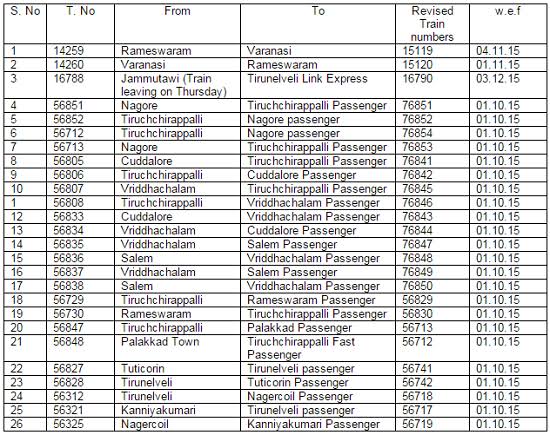 S. No T. No From To Revised Train numbers w.e.f
1 14259 Rameswaram Varanasi 15119 04.11.15
2 14260 Varanasi Rameswaram 15120 01.11.15
3 16788 Jammutawi (Train leaving on Thursday) Tirunelveli Link Express 16790 03.12.15
4 56851 Nagore Tiruchchirappalli Passenger 76851 01.10.15
5 56852 Tiruchchirappalli Nagore passenger 76852 01.10.15
6 56712 Tiruchchirappalli Nagore passenger 76854 01.10.15
7 56713 Nagore Tiruchchirappalli Passenger 76853 01.10.15
8 56805 Cuddalore Tiruchchirappalli Passenger 76841 01.10.15
9 56806 Tiruchchirappalli Cuddalore Passenger 76842 01.10.15
10 56807 Vriddhachalam Tiruchchirappalli Passenger 76845 01.10.15
1 56808 Tiruchchirappalli Vriddhachalam Passenger 76846 01.10.15
12 56833 Cuddalore Vriddhachalam Passenger 76843 01.10.15
13 56834 Vriddhachalam Cuddalore Passenger 76844 01.10.15
14 56835 Vriddhachalam Salem Passenger 76847 01.10.15
15 56836 Salem Vriddhachalam Passenger 76848 01.10.15
16 56837 Vriddhachalam Salem Passenger 76849 01.10.15
17 56838 Salem Vriddhachalam Passenger 76850 01.10.15
18 56729 Tiruchchirappalli Rameswaram Passenger 56829 01.10.15
19 56730 Rameswaram Tiruchchirappalli Passenger 56830 01.10.15
20 56847 Tiruchchirappalli Palakkad Passenger 56713 01.10.15
21 56848 Palakkad Town Tiruchchirappalli Fast Passenger 56712 01.10.15
22 56827 Tuticorin Tirunelveli passenger 56741 01.10.15
23 56828 Tirunelveli Tuticorin Passenger 56742 01.10.15
24 56312 Tirunelveli Nagercoil Passenger 56718 01.10.15
25 56321 Kanniyakumari Tirunelveli passenger 56717 01.10.15
26 56325 Nagercoil Kanniyakumari Passenger 56719 01.10.15